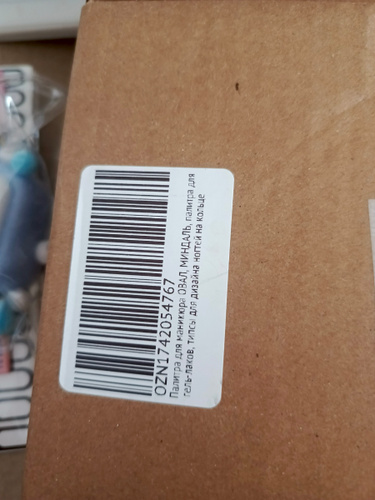 OZN1742054767
Палитра для маникюра ОВАЛ, МИНДАЛЬ, палитра для
гель-лаков, типсы для дизайна ногтей на кольце